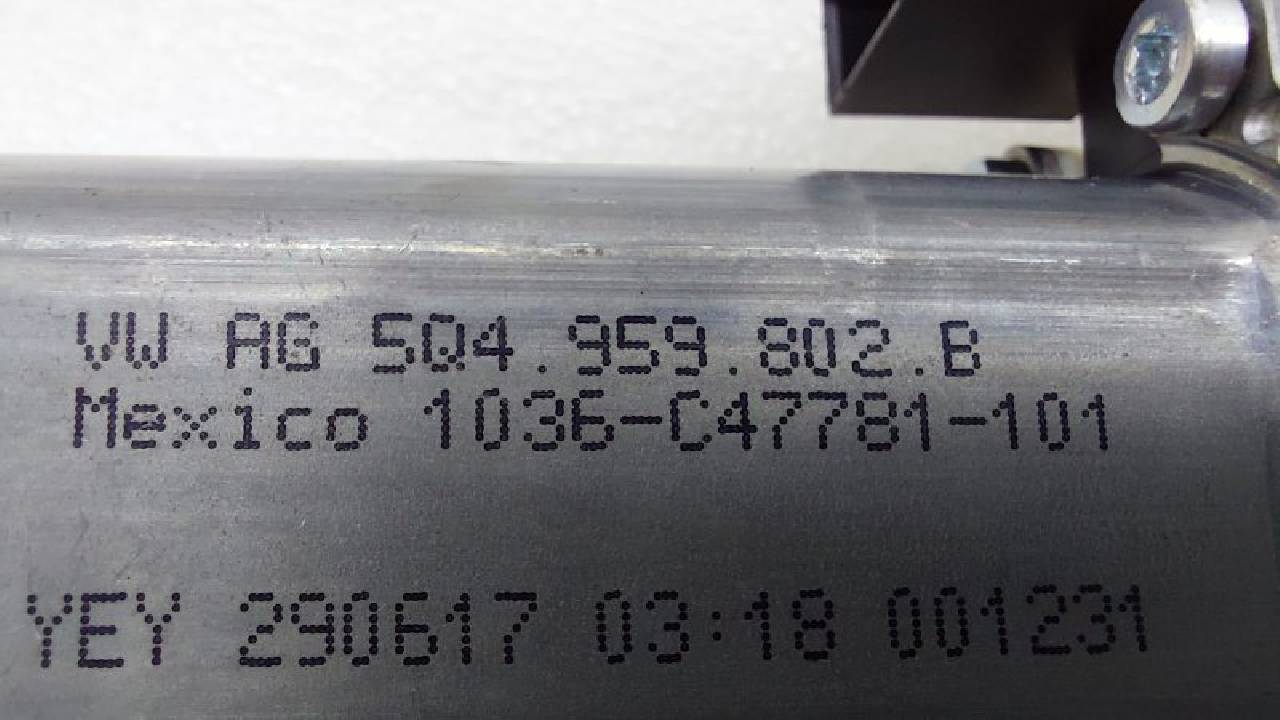 VW AG 5Q4.959.802.B
Mexico 1036-C47781-101
YEY 290617 03:18 001231